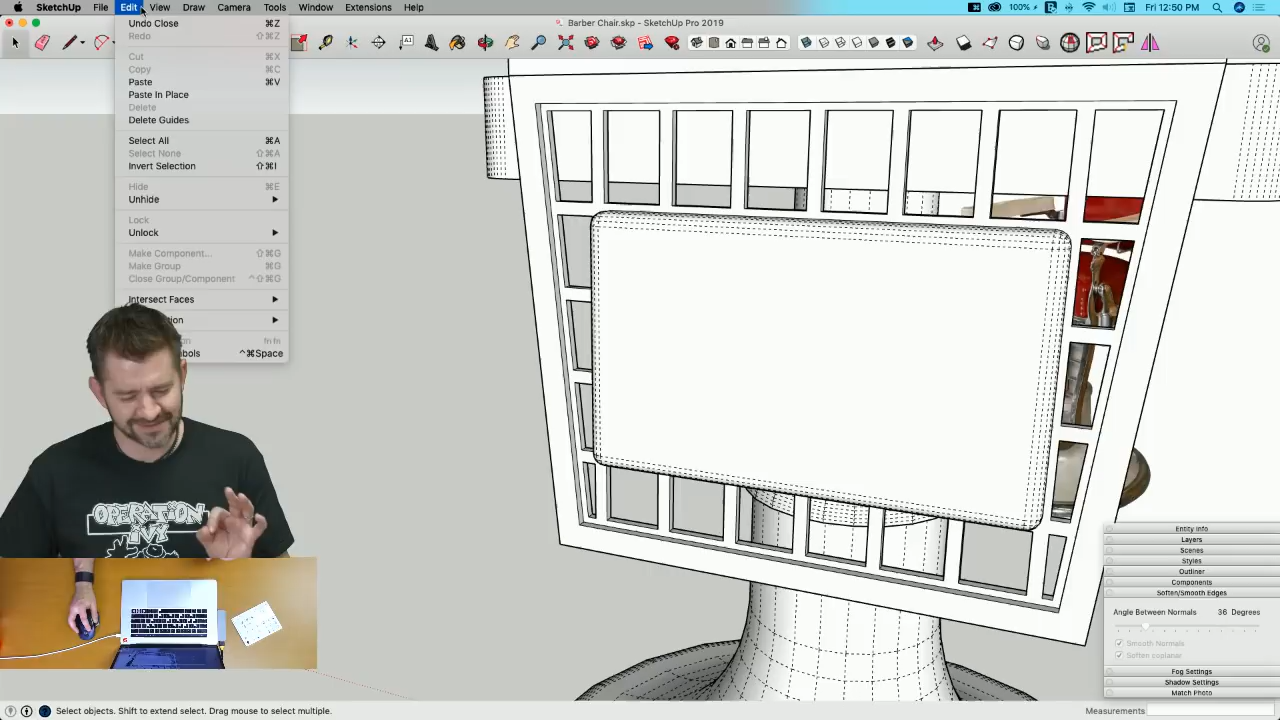 SketchUp File Edit View Draw Camera Tools Window Extensions Help
Fri 12:50 PM
Barber Chair.skp - SketchUp Pro 2019
Undo Close ⌘Z
Redo ⇧⌘Z
Cut ⌘X
Copy ⌘C
Paste ⌘V
Paste In Place
Delete
Delete Guides
Select All ⌘A
Select None ⇧⌘A
Invert Selection ⇧⌘I
Hide ⌘E
Unhide
Lock
Unlock
Make Component... ⇧⌘G
Make Group ⌘G
Close Group/Component ^⇧⌘G
Intersect Faces
tion
bols ^⌘Space
OPERATION
IVY
Entity Info
Layers
Scenes
Styles
Outliner
Components
Soften/Smooth Edges
Angle Between Normals 36 Degrees
Smooth Normals
Soften coplanar
Fog Settings
Shadow Settings
Match Photo
Select objects. Shift to extend select. Drag mouse to select multiple.
Measurements